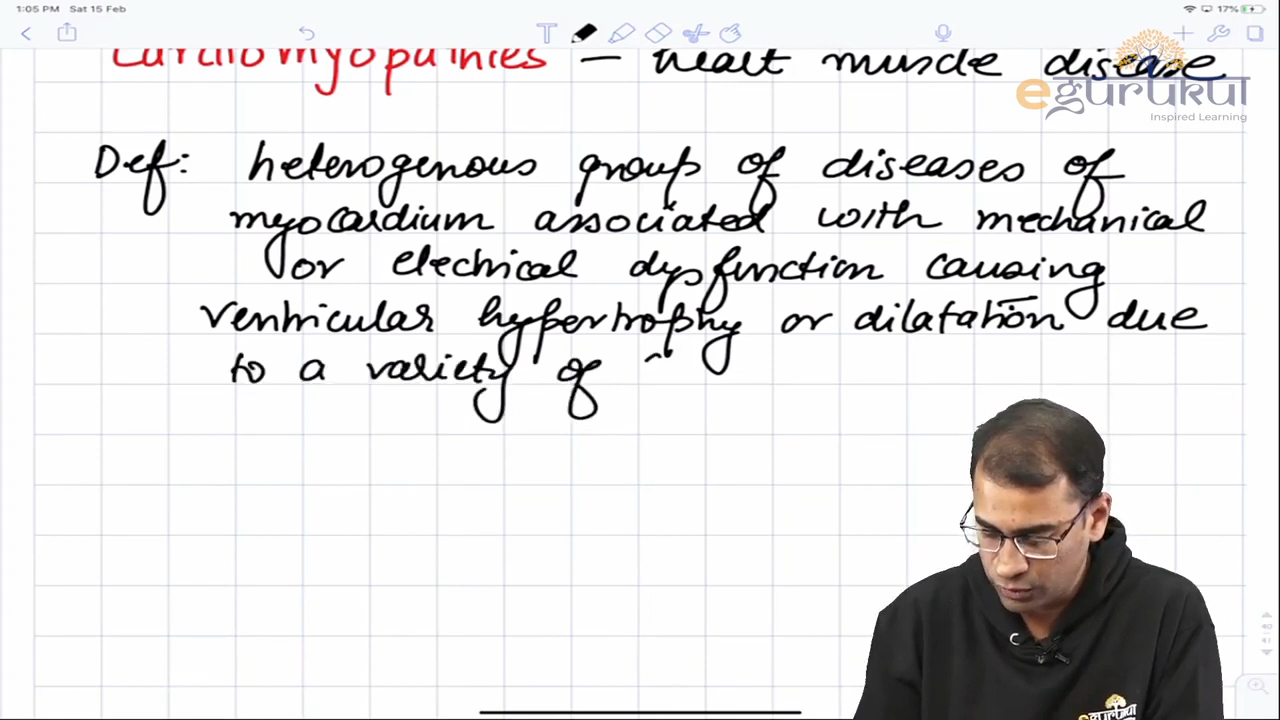 1:05 PM Sat 15 Feb
17%
Cardiomyopathies — heart muscle disease
egurukul
Inspired Learning
Def: heterogenous group of diseases of
myocardium associated with mechanical
or electrical dysfunction causing
ventricular hypertrophy or dilatation due
to a variety of
egurukul